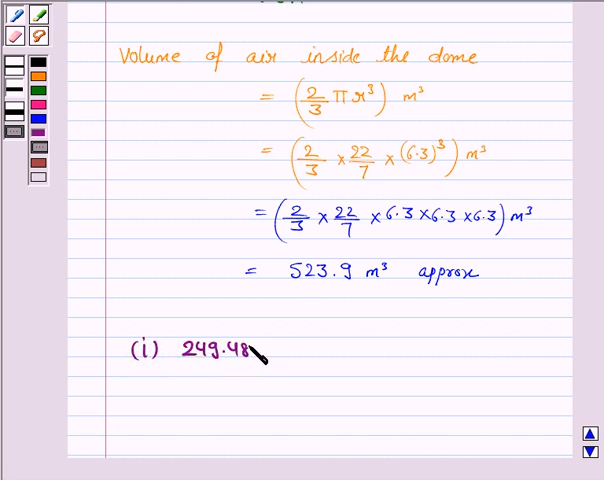 Volume of air inside the dome
= (2/3 π r³) m³
= (2/3 × 22/7 × (6.3)³) m³
= (2/3 × 22/7 × 6.3 × 6.3 × 6.3) m³
= 523.9 m³ approx
(i) 249.48